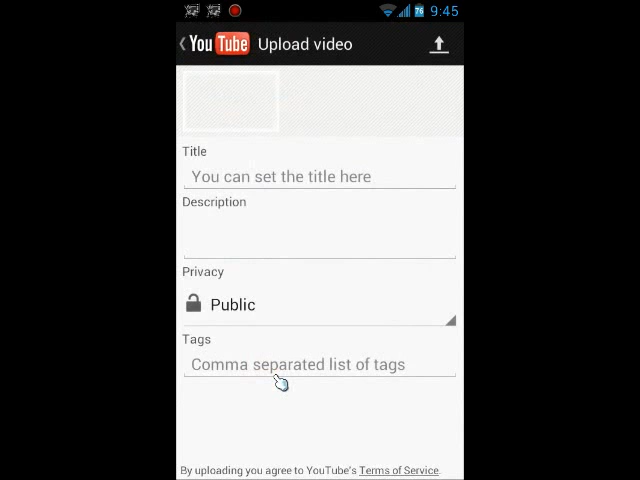 76 9:45
YouTube Upload video
Title
You can set the title here
Description
Privacy
Public
Tags
Comma separated list of tags
By uploading you agree to YouTube's Terms of Service.